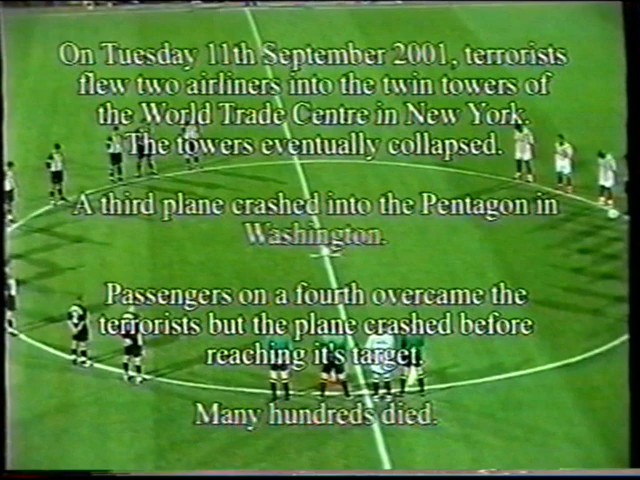 On Tuesday 11th September 2001, terrorists
flew two airliners into the twin towers of
the World Trade Centre in New York.
The towers eventually collapsed.
A third plane crashed into the Pentagon in
Washington.
Passengers on a fourth overcame the
terrorists but the plane crashed before
reaching it's target.
Many hundreds died.